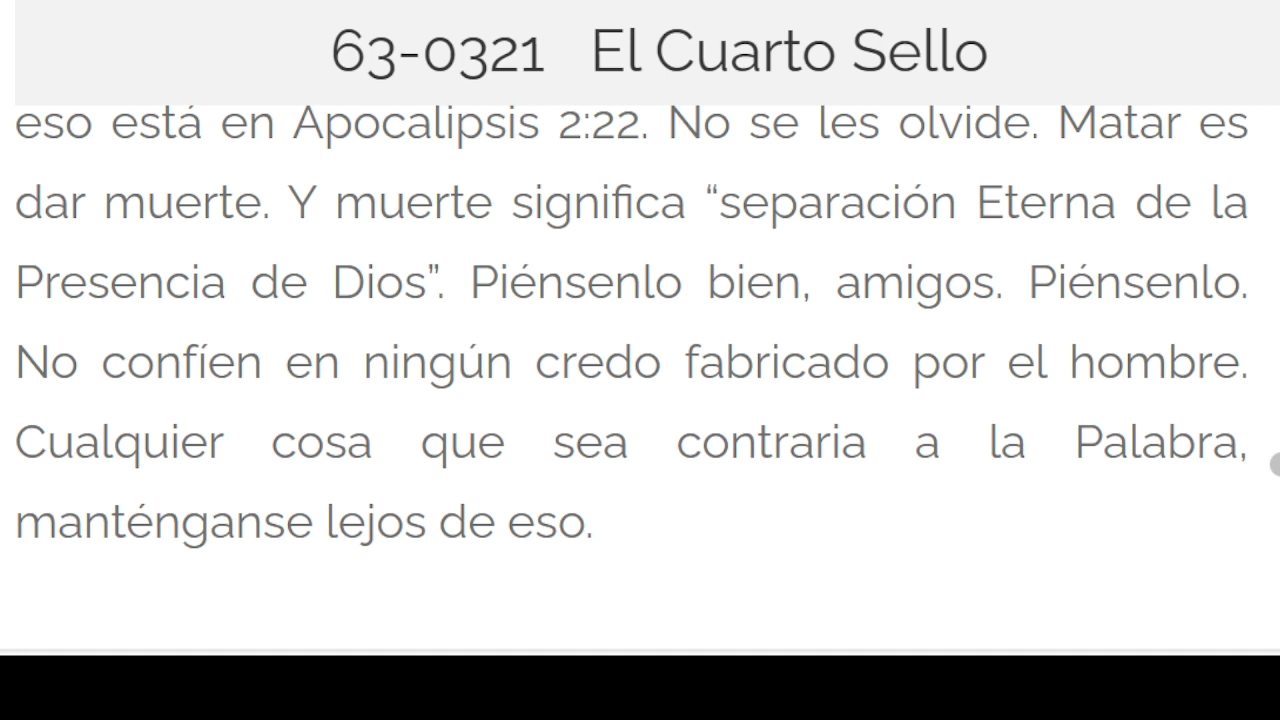 63-0321 El Cuarto Sello
eso está en Apocalipsis 2:22. No se les olvide. Matar es
dar muerte. Y muerte significa “separación Eterna de la
Presencia de Dios”. Piénsenlo bien, amigos. Piénsenlo.
No confíen en ningún credo fabricado por el hombre.
Cualquier cosa que sea contraria a la Palabra,
manténganse lejos de eso.